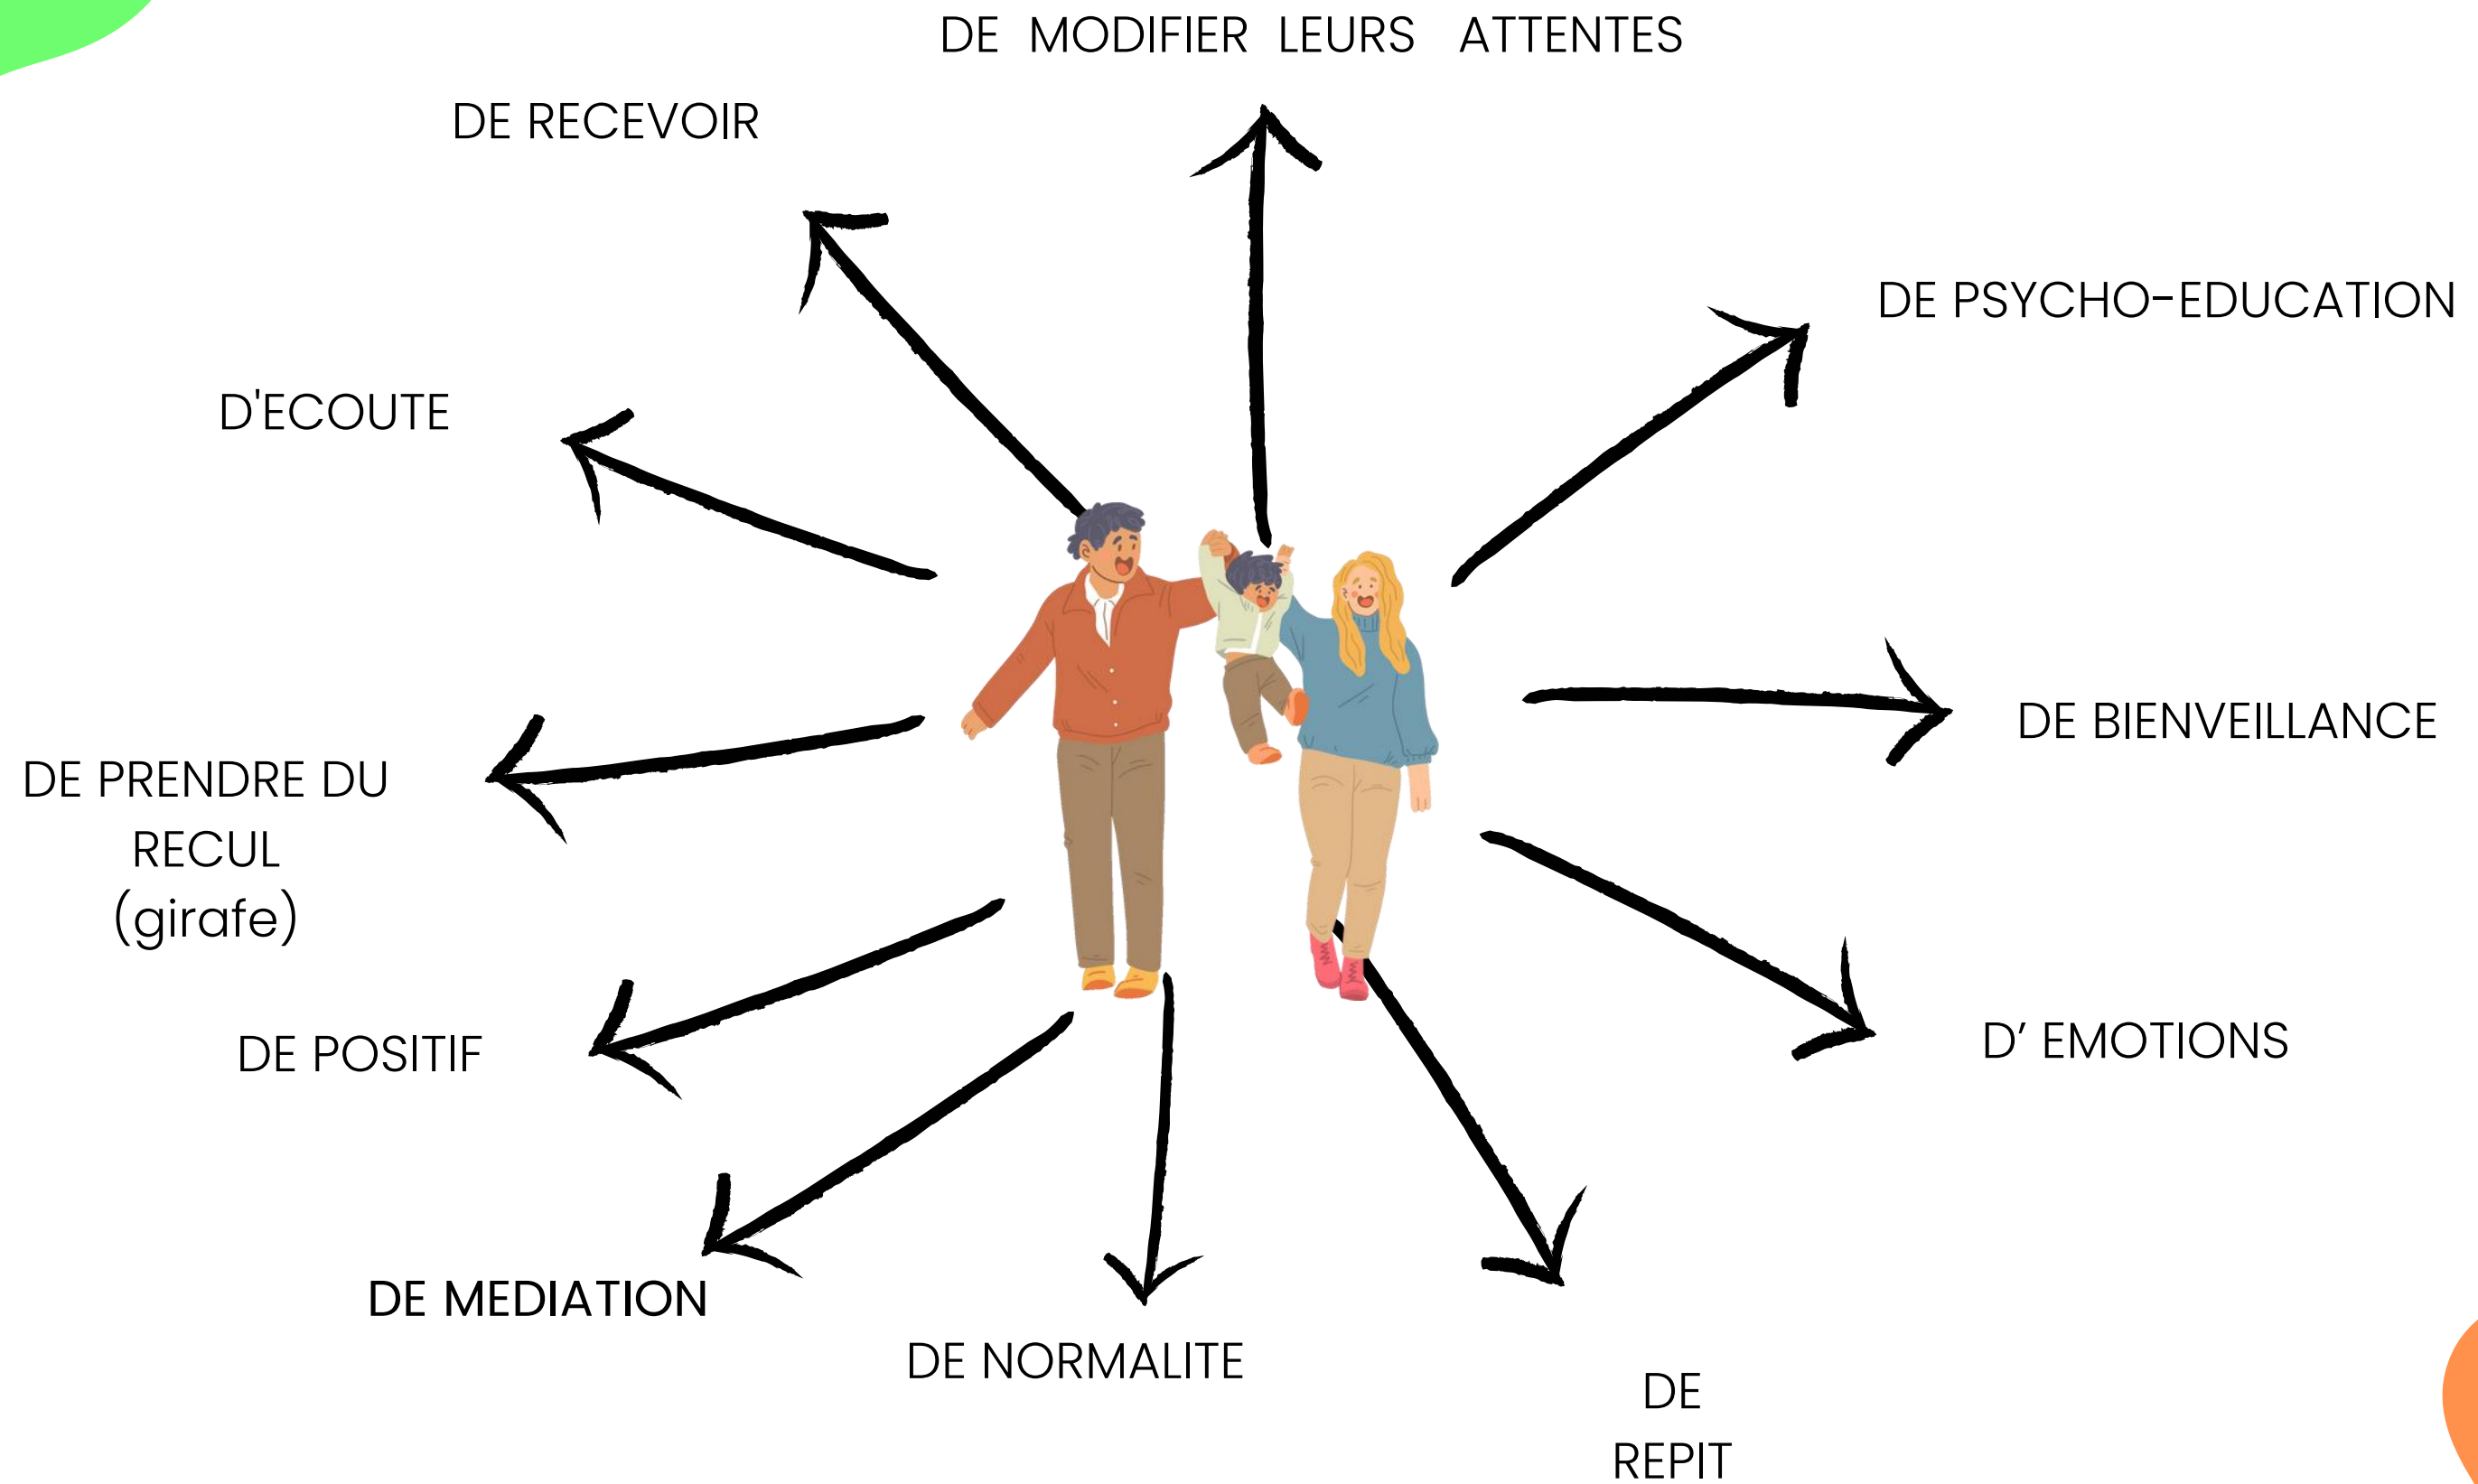 DE MODIFIER LEURS ATTENTES
DE RECEVOIR
DE PSYCHO-EDUCATION
D'ECOUTE
DE BIENVEILLANCE
DE PRENDRE DU
RECUL
(girafe)
D’ EMOTIONS
DE POSITIF
DE MEDIATION
DE NORMALITE
DE
REPIT